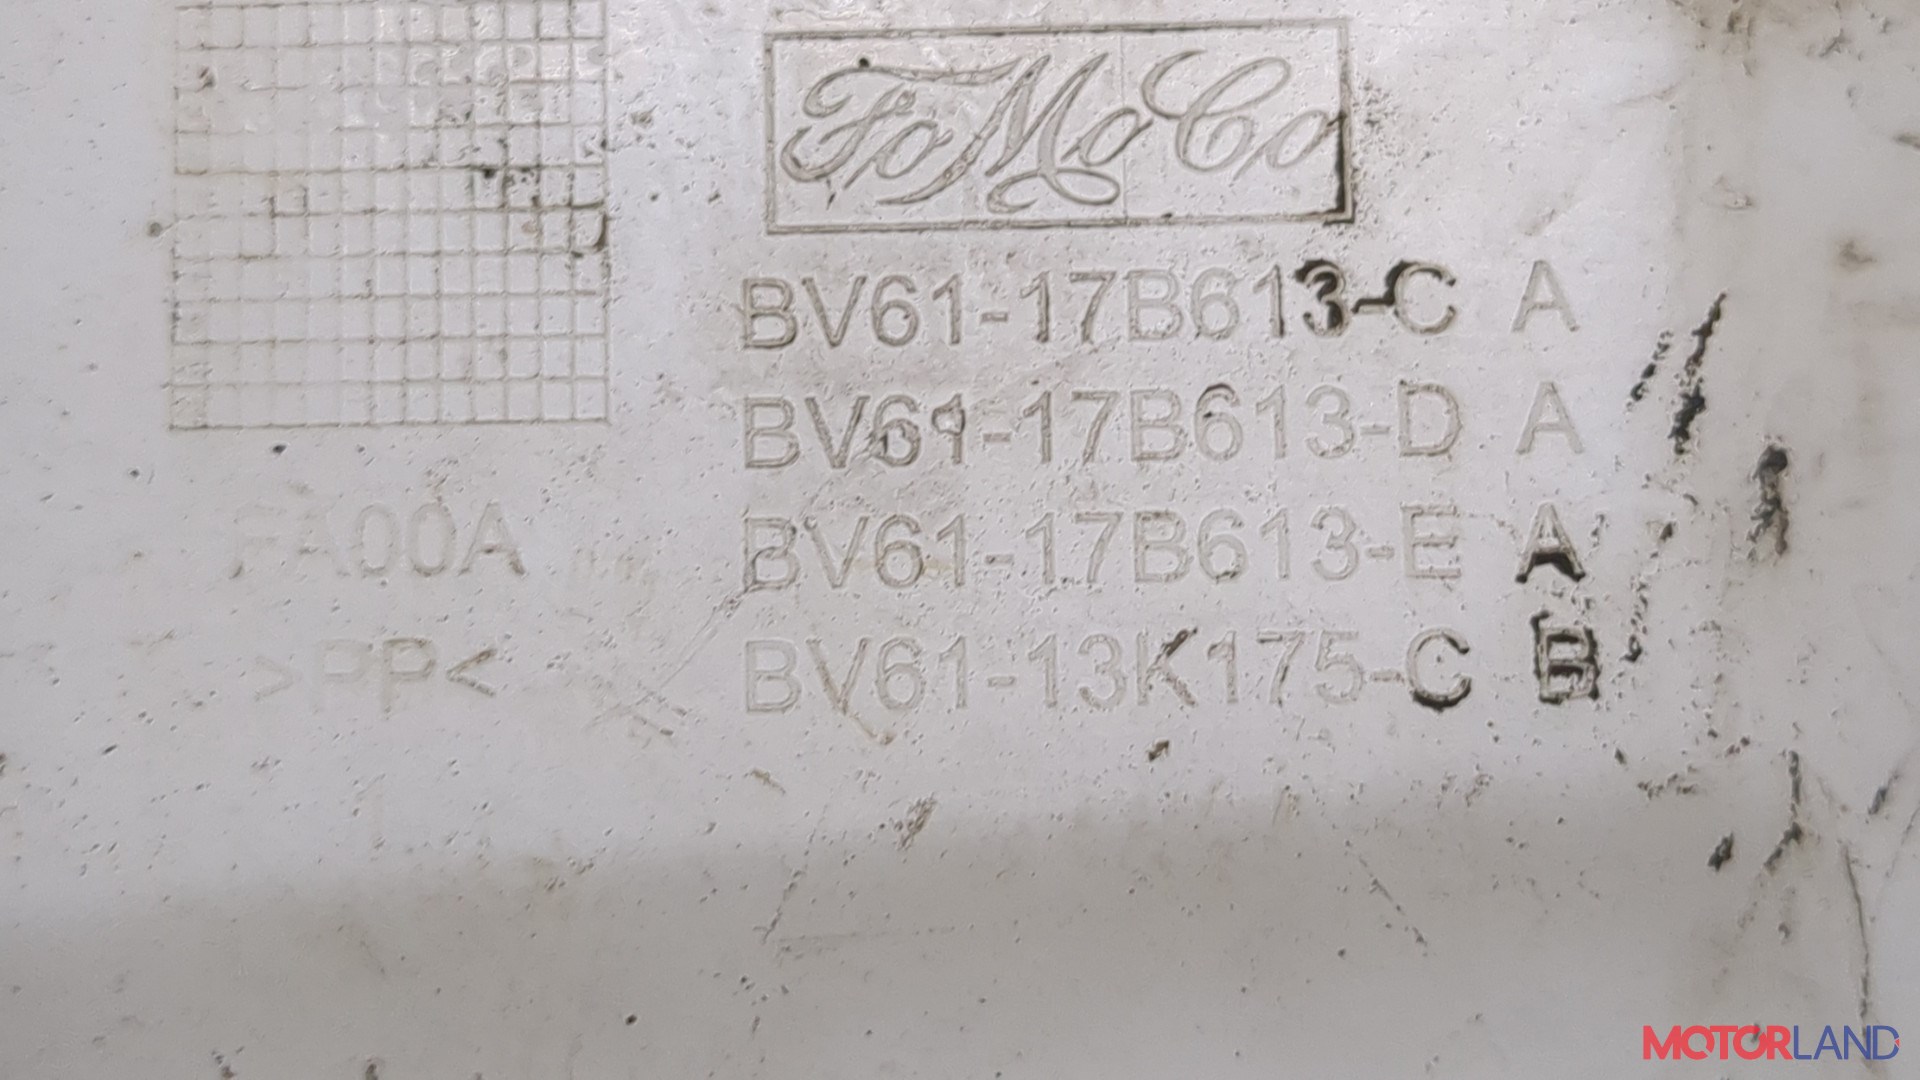 FoMoCo
BV61-17B613-C A
BV61-17B613-D A
BV61-17B613-E A
BV61-13K175-C B
FA00A
>PP<
MOTORLAND